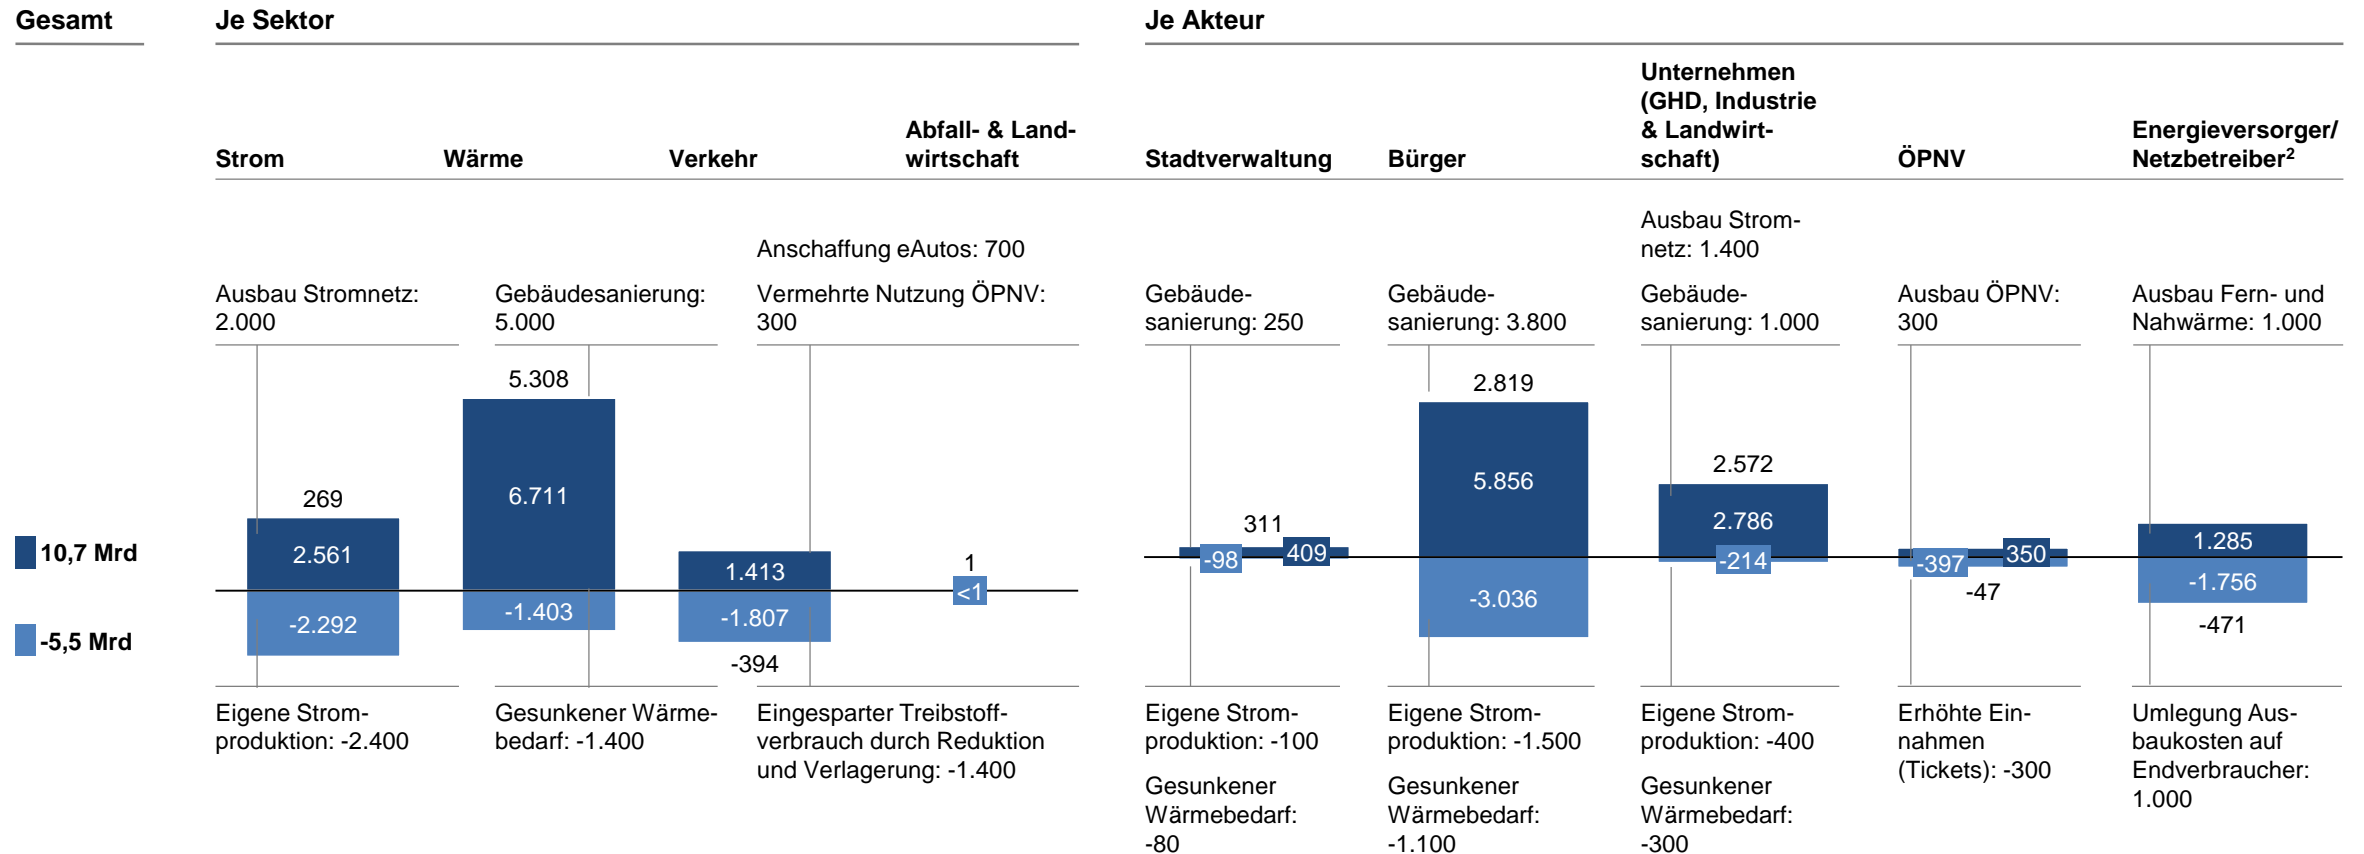 Gesamt
Je Sektor
Je Akteur
Strom
Wärme
Verkehr
Abfall- & Land-
wirtschaft
Stadtverwaltung
Bürger
Unternehmen
(GHD, Industrie
& Landwirt-
schaft)
ÖPNV
Energieversorger/
Netzbetreiber²
Ausbau Stromnetz:
2.000
Gebäudesanierung:
5.000
Anschaffung eAutos: 700
Vermehrte Nutzung ÖPNV:
300
Gebäude-
sanierung: 250
Gebäude-
sanierung: 3.800
Ausbau Strom-
netz: 1.400
Gebäude-
sanierung: 1.000
Ausbau ÖPNV:
300
Ausbau Fern- und
Nahwärme: 1.000
10,7 Mrd
-5,5 Mrd
269
2.561
-2.292
5.308
6.711
-1.403
1.413
-1.807
-394
1
<1
311
-98
409
2.819
5.856
-3.036
2.572
2.786
-214
-397
350
-47
1.285
-1.756
-471
Eigene Strom-
produktion: -2.400
Gesunkener Wärme-
bedarf: -1.400
Eingesparter Treibstoff-
verbrauch durch Reduktion
und Verlagerung: -1.400
Eigene Strom-
produktion: -100
Gesunkener
Wärmebedarf:
-80
Eigene Strom-
produktion: -1.500
Gesunkener
Wärmebedarf:
-1.100
Eigene Strom-
produktion: -400
Gesunkener
Wärmebedarf:
-300
Erhöhte Ein-
nahmen
(Tickets): -300
Umlegung Aus-
baukosten auf
Endverbraucher:
1.000